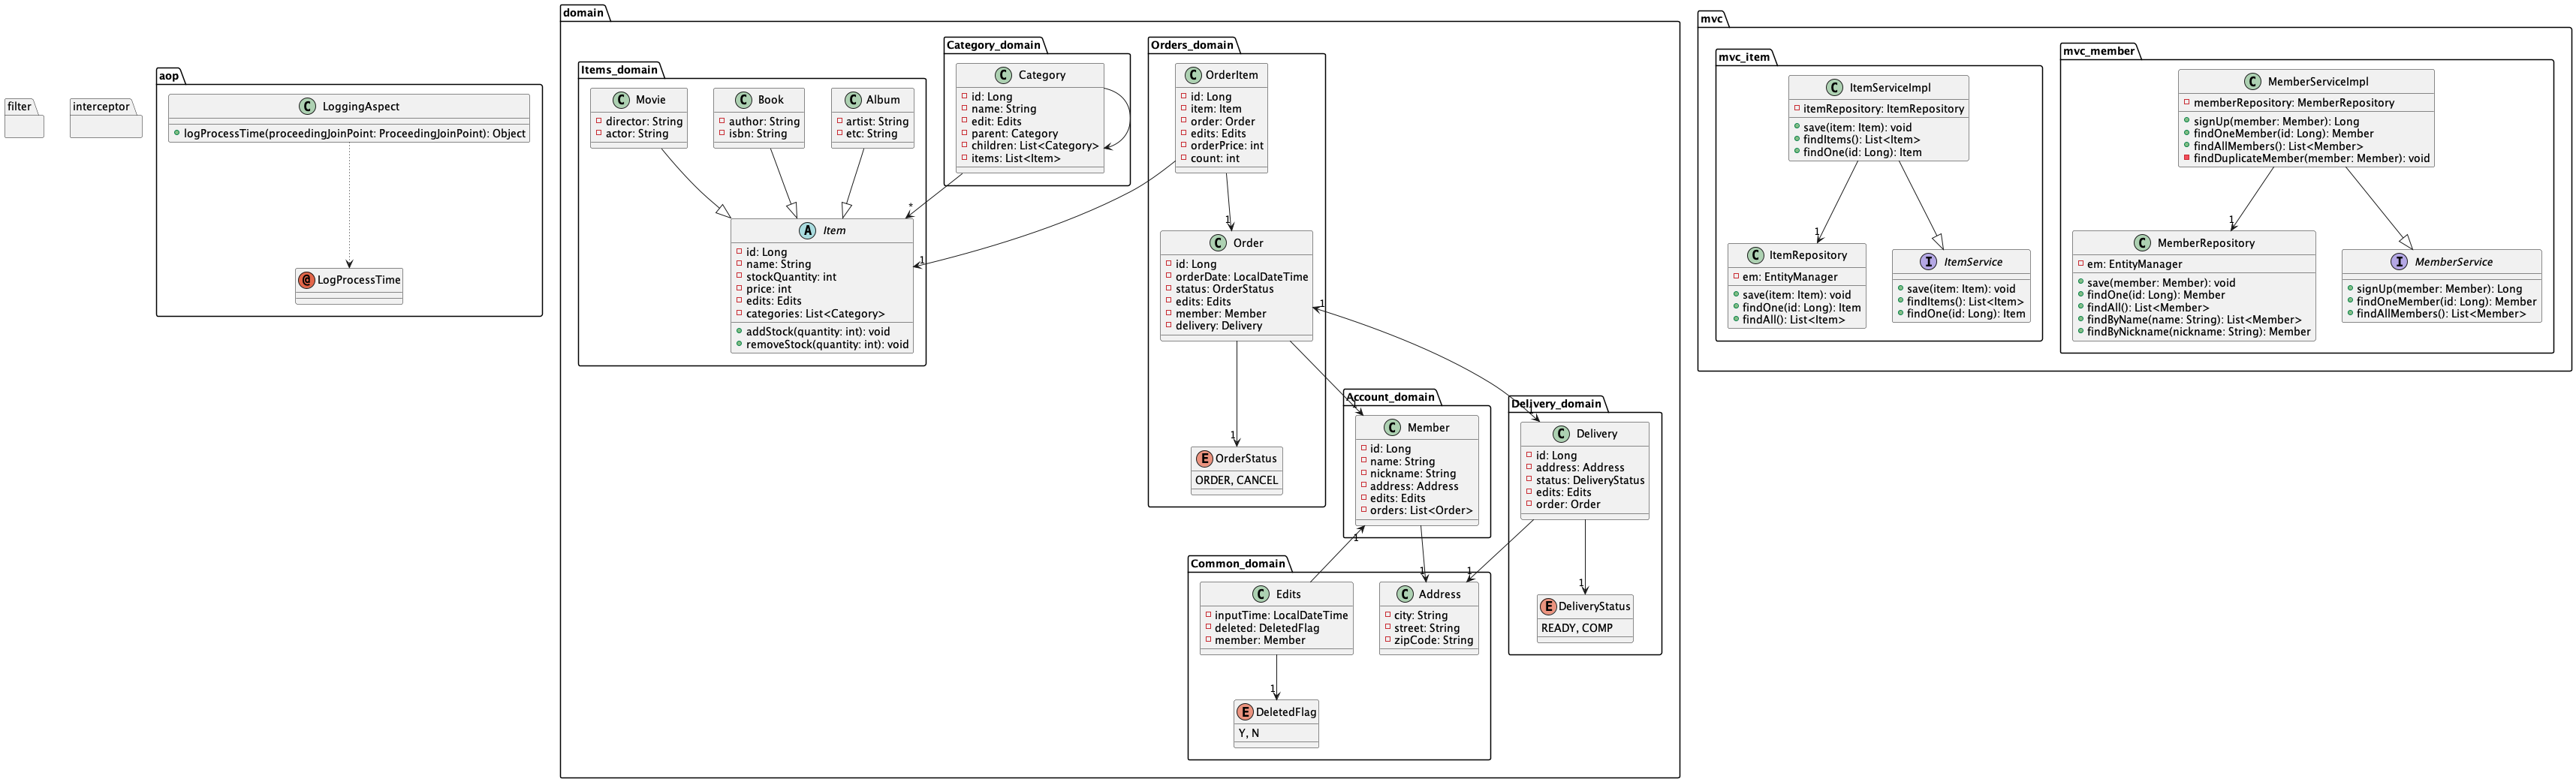 filter
interceptor
aop
C LoggingAspect
logProcessTime(proceedingJoinPoint: ProceedingJoinPoint): Object
@ LogProcessTime
domain
Items_domain
C Movie
director: String
actor: String
C Book
author: String
isbn: String
C Album
artist: String
etc: String
A Item
id: Long
name: String
stockQuantity: int
price: int
edits: Edits
categories: List<Category>
addStock(quantity: int): void
removeStock(quantity: int): void
Category_domain
C Category
id: Long
name: String
edit: Edits
parent: Category
children: List<Category>
items: List<Item>
*
1
Orders_domain
C OrderItem
id: Long
item: Item
order: Order
edits: Edits
orderPrice: int
count: int
1
C Order
id: Long
orderDate: LocalDateTime
status: OrderStatus
edits: Edits
member: Member
delivery: Delivery
1
1
E OrderStatus
ORDER, CANCEL
Account_domain
1
C Member
id: Long
name: String
nickname: String
address: Address
edits: Edits
orders: List<Order>
1
Delivery_domain
1
C Delivery
id: Long
address: Address
status: DeliveryStatus
edits: Edits
order: Order
1
1
1
E DeliveryStatus
READY, COMP
Common_domain
C Edits
inputTime: LocalDateTime
deleted: DeletedFlag
member: Member
C Address
city: String
street: String
zipCode: String
1
E DeletedFlag
Y, N
mvc
mvc_item
C ItemServiceImpl
itemRepository: ItemRepository
save(item: Item): void
findItems(): List<Item>
findOne(id: Long): Item
1
C ItemRepository
em: EntityManager
save(item: Item): void
findOne(id: Long): Item
findAll(): List<Item>
I ItemService
save(item: Item): void
findItems(): List<Item>
findOne(id: Long): Item
mvc_member
C MemberServiceImpl
memberRepository: MemberRepository
signUp(member: Member): Long
findOneMember(id: Long): Member
findAllMembers(): List<Member>
findDuplicateMember(member: Member): void
1
C MemberRepository
em: EntityManager
save(member: Member): void
findOne(id: Long): Member
findAll(): List<Member>
findByName(name: String): List<Member>
findByNickname(nickname: String): Member
I MemberService
signUp(member: Member): Long
findOneMember(id: Long): Member
findAllMembers(): List<Member>